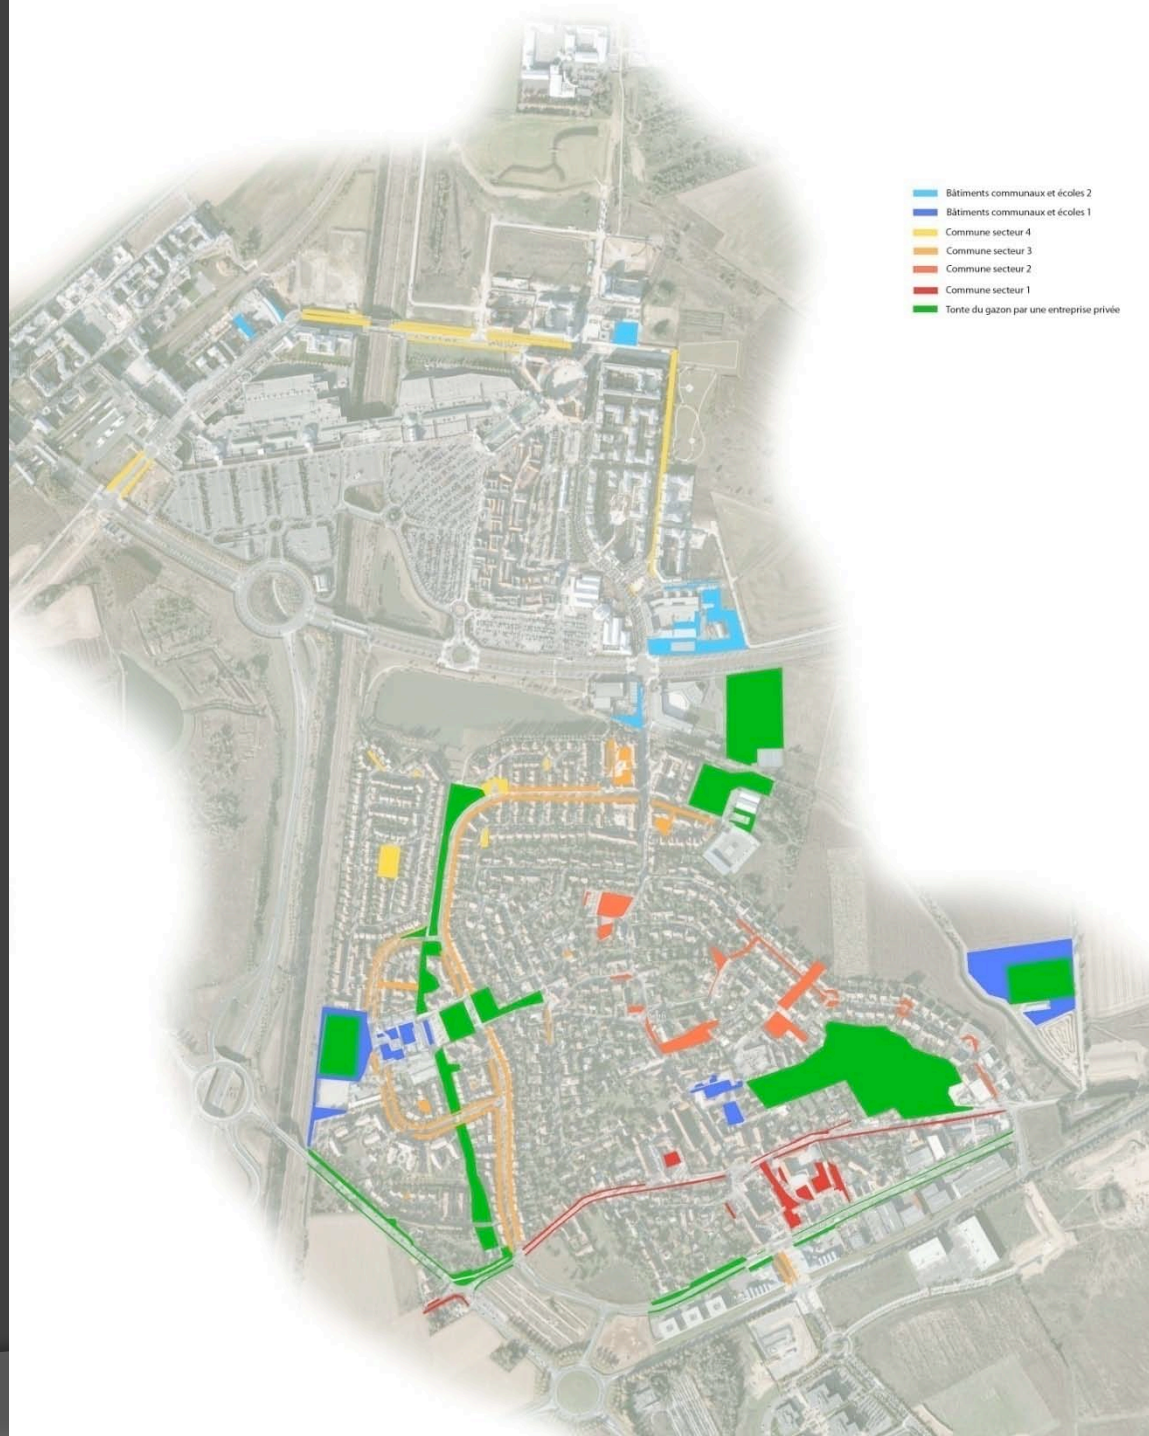 Bâtiments communaux et écoles 2
Bâtiments communaux et écoles 1
Commune secteur 4
Commune secteur 3
Commune secteur 2
Commune secteur 1
Tonte du gazon par une entreprise privée